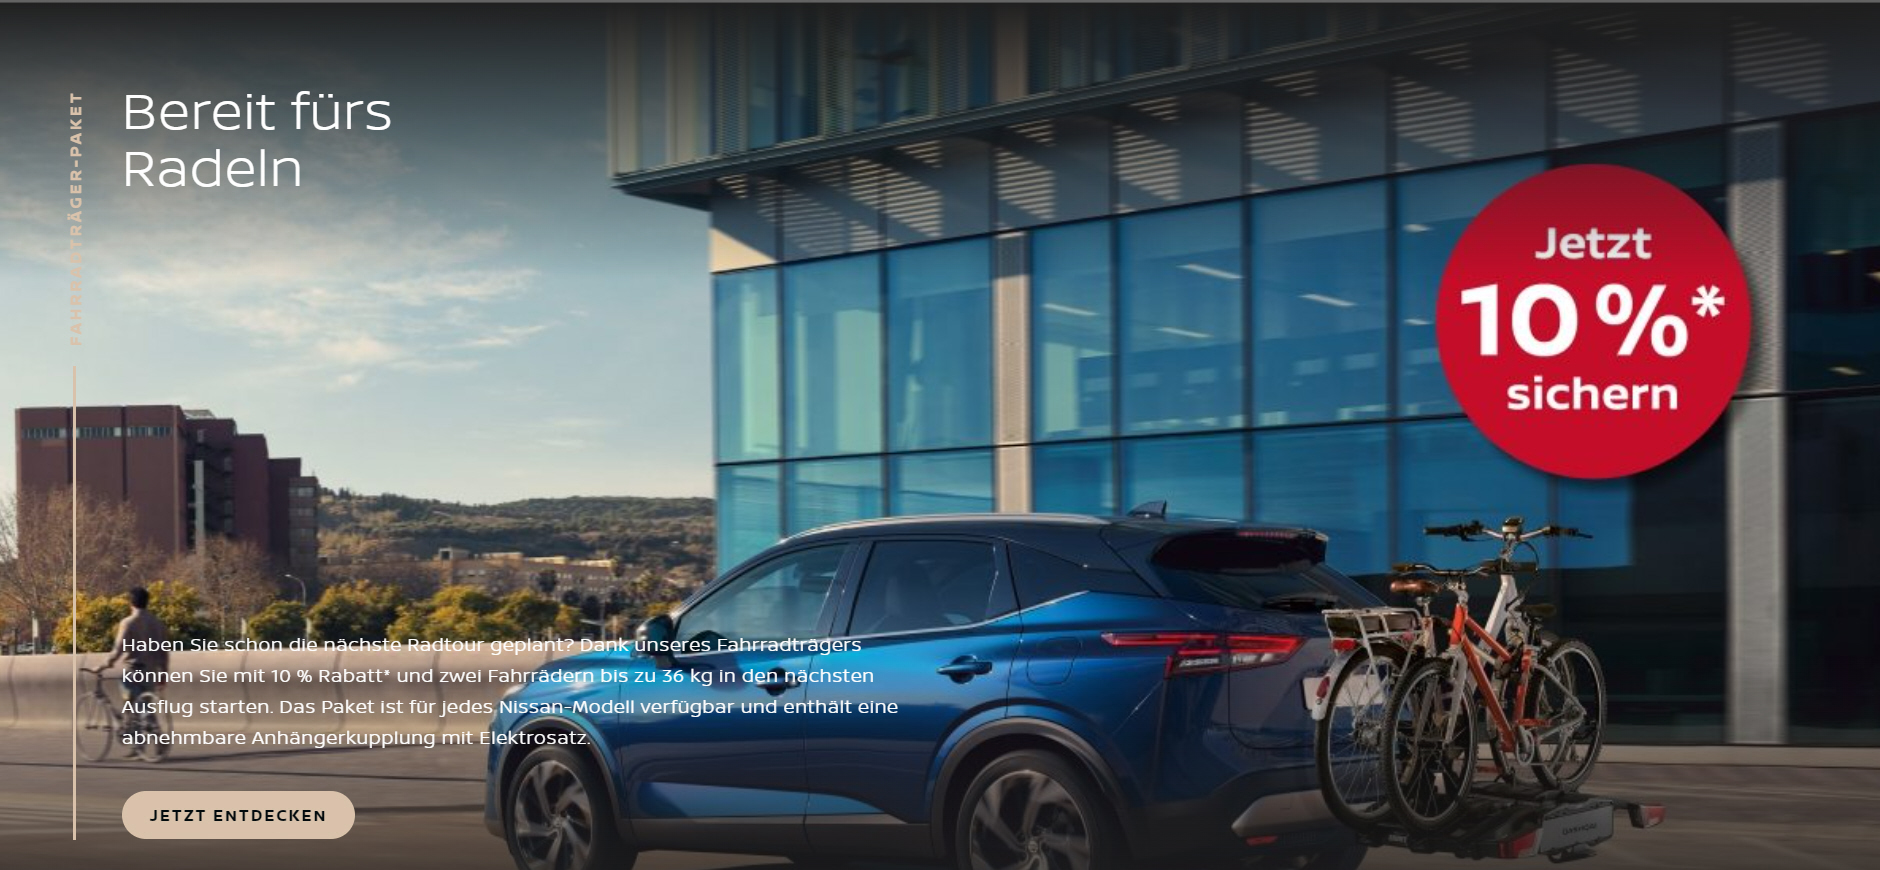 FAHRRADTRÄGER-PAKET
Bereit fürs
Radeln
Jetzt
10 %*
sichern
Haben Sie schon die nächste Radtour geplant? Dank unseres Fahrradträgers
können Sie mit 10 % Rabatt* und zwei Fahrrädern bis zu 36 kg in den nächsten
Ausflug starten. Das Paket ist für jedes Nissan-Modell verfügbar und enthält eine
abnehmbare Anhängerkupplung mit Elektrosatz.
JETZT ENTDECKEN